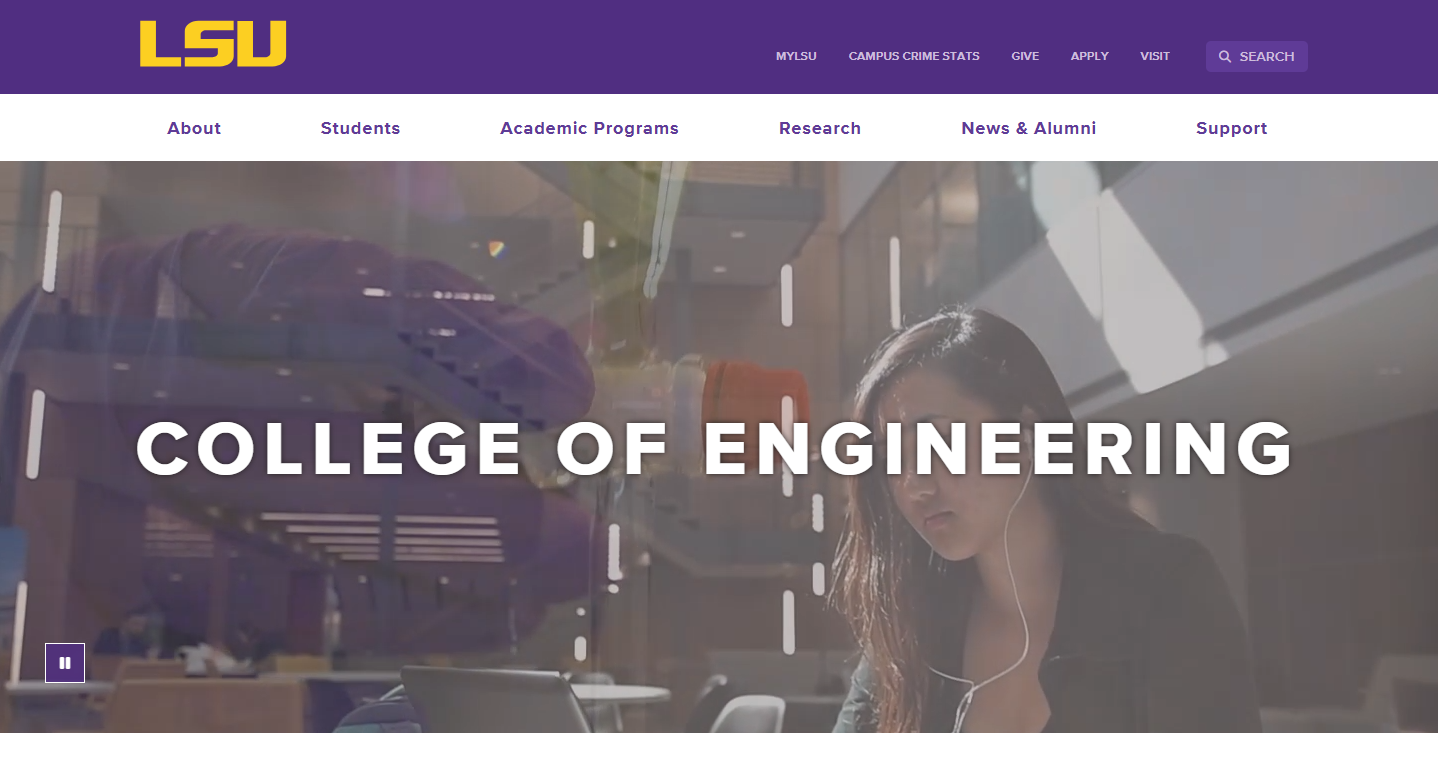 LSU
MYLSU CAMPUS CRIME STATS GIVE APPLY VISIT SEARCH
About Students Academic Programs Research News & Alumni Support
COLLEGE OF ENGINEERING